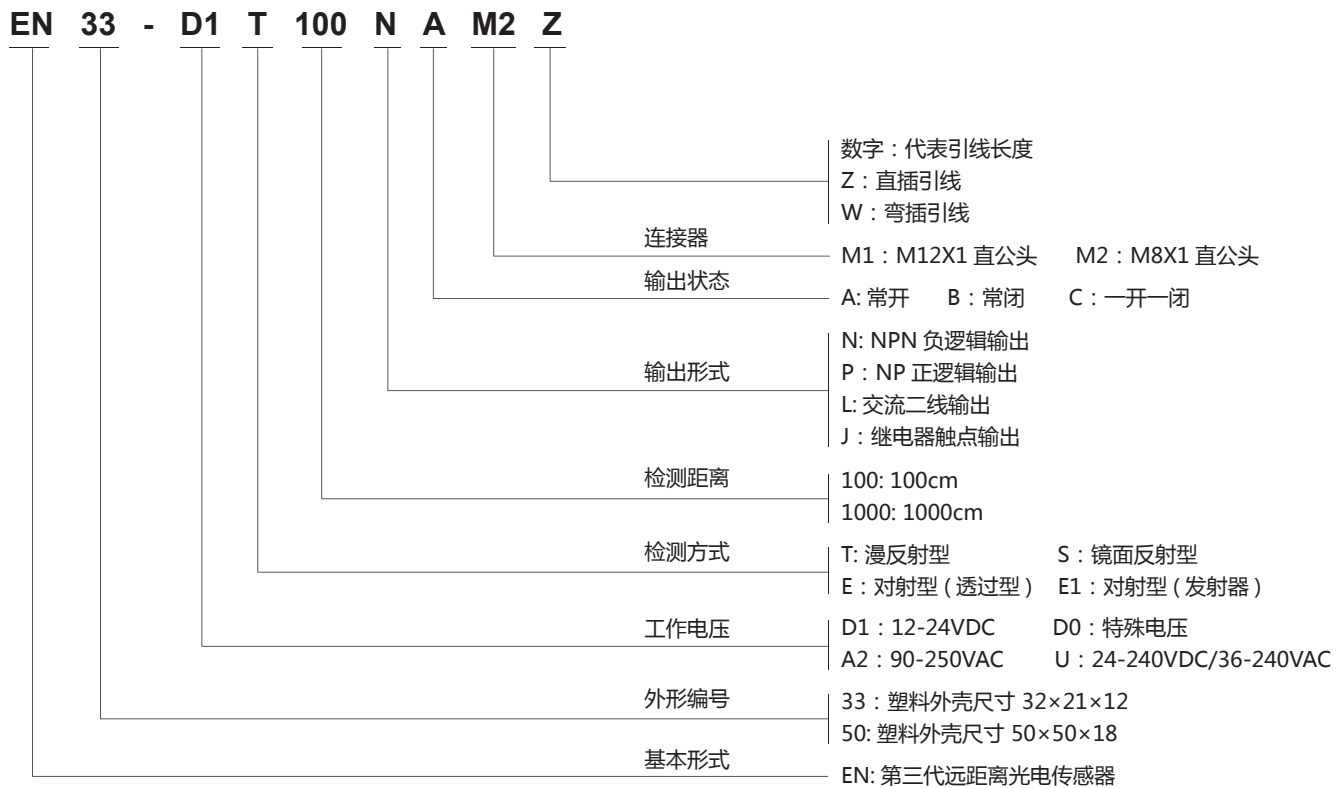 EN 33 - D1 T 100 N A M2 Z
数字：代表引线长度
Z：直插引线
W：弯插引线
连接器
M1：M12X1 直公头 M2：M8X1 直公头
输出状态
A: 常开 B：常闭 C：一开一闭
输出形式
N: NPN 负逻辑输出
P：NP 正逻辑输出
L: 交流二线输出
J：继电器触点输出
检测距离
100: 100cm
1000: 1000cm
检测方式
T: 漫反射型 S：镜面反射型
E：对射型 ( 透过型 ) E1：对射型 ( 发射器 )
工作电压
D1：12-24VDC D0：特殊电压
A2：90-250VAC U：24-240VDC/36-240VAC
外形编号
33：塑料外壳尺寸 32×21×12
50: 塑料外壳尺寸 50×50×18
基本形式
EN: 第三代远距离光电传感器